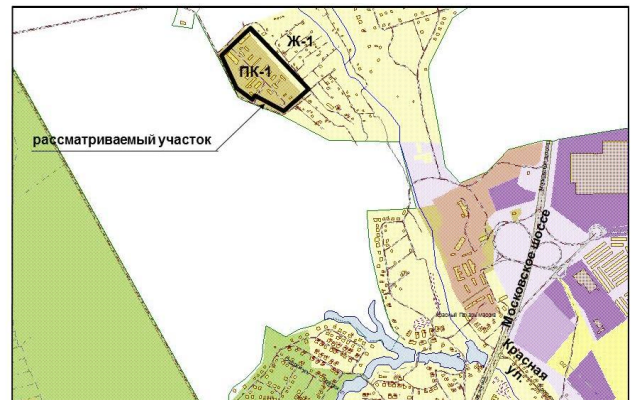 Ж-1
ПК-1
рассматриваемый участок
Московское шоссе
Красная
ул.